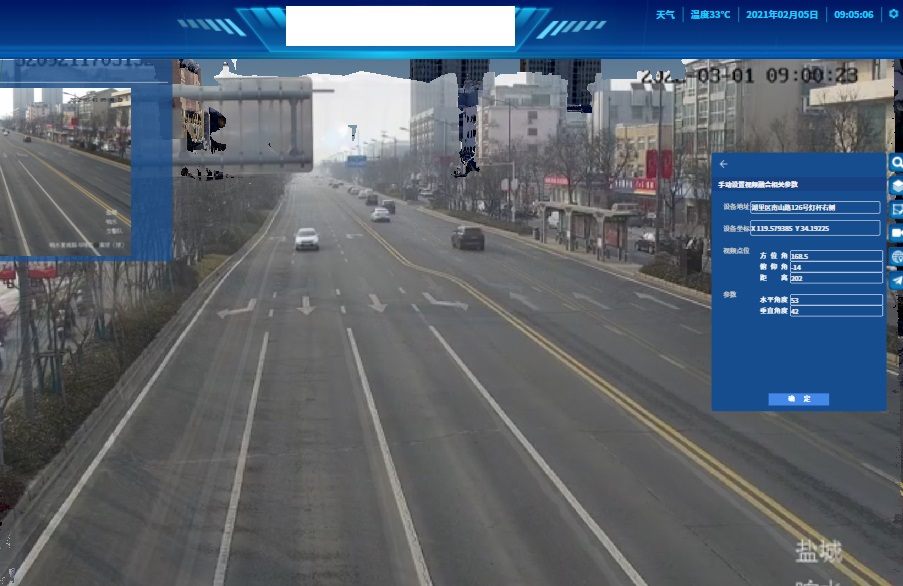 天气 温度33°C 2021年02月05日 09:05:06
-03-01 09:00:23
手动设置视频融合相关参数
设备地址
湖里区南山路126号灯杆右侧
设备坐标 X 119.579385 Y 34.19225
视频点位
方位角 168.5
俯仰角 -14
距离 202
参数
水平角度 53
垂直角度 42
确定
盐城